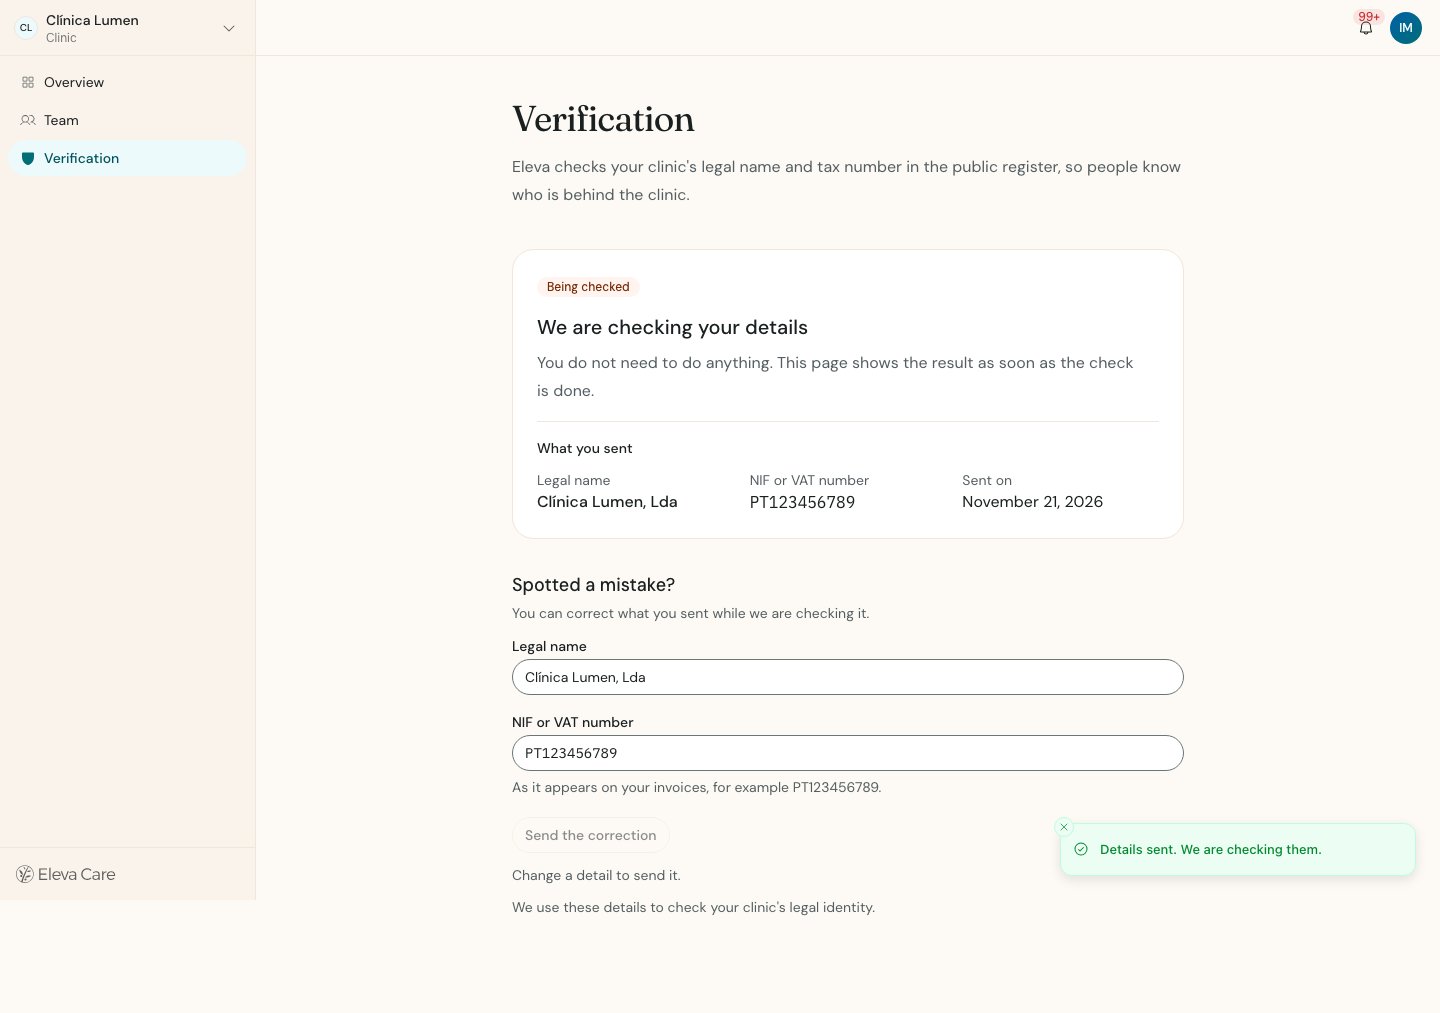 CL
Clínica Lumen
Clinic
99+
IM
Overview
Team
Verification
Verification
Eleva checks your clinic's legal name and tax number in the public register, so people know
who is behind the clinic.
Being checked
We are checking your details
You do not need to do anything. This page shows the result as soon as the check
is done.
What you sent
Legal name
Clínica Lumen, Lda
NIF or VAT number
PT123456789
Sent on
November 21, 2026
Spotted a mistake?
You can correct what you sent while we are checking it.
Legal name
Clínica Lumen, Lda
NIF or VAT number
PT123456789
As it appears on your invoices, for example PT123456789.
Send the correction
Change a detail to send it.
We use these details to check your clinic's legal identity.
Details sent. We are checking them.
Eleva Care